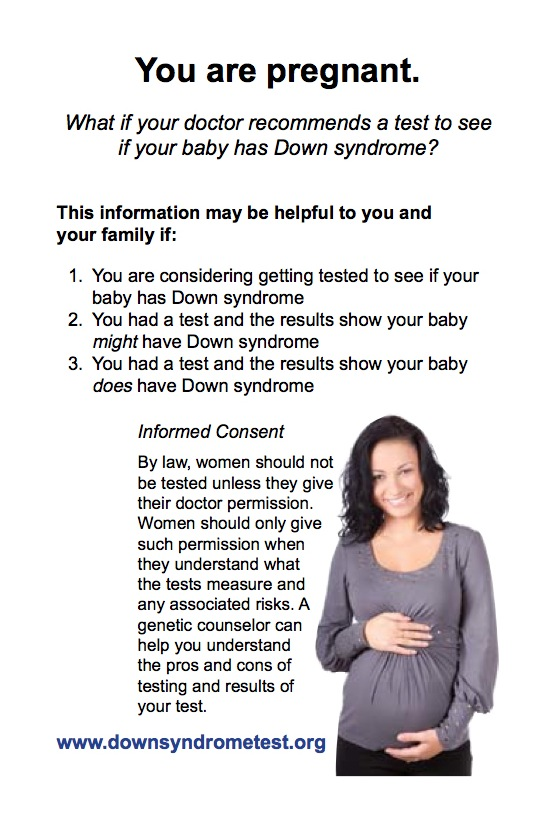 You are pregnant.
What if your doctor recommends a test to see
if your baby has Down syndrome?
This information may be helpful to you and
your family if:
1. You are considering getting tested to see if your
baby has Down syndrome
2. You had a test and the results show your baby
might have Down syndrome
3. You had a test and the results show your baby
does have Down syndrome
Informed Consent
By law, women should not
be tested unless they give
their doctor permission.
Women should only give
such permission when
they understand what
the tests measure and
any associated risks. A
genetic counselor can
help you understand
the pros and cons of
testing and results of
your test.
www.downsyndrometest.org